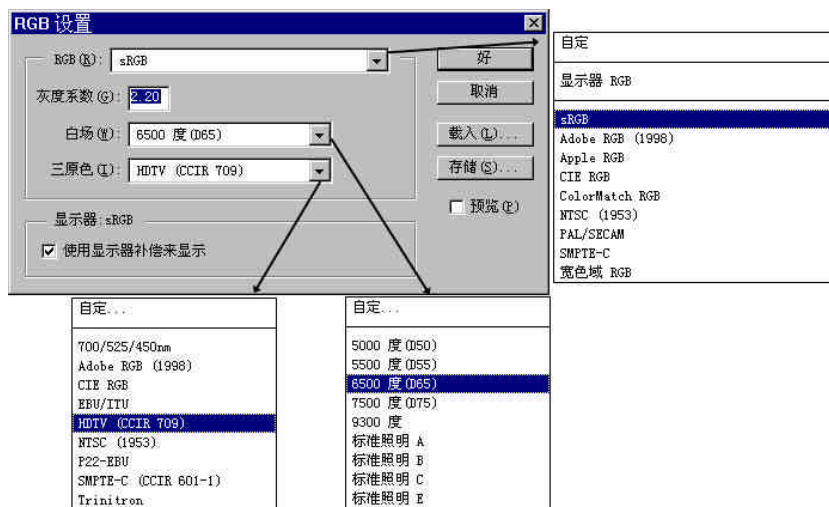 RGB 设置
RGB(R): sRGB
好
灰度系数(G): 2.20
取消
白场(W): 6500 度(D65)
载入(L)...
三原色(I): HDTV (CCIR 709)
存储(S)...
预览(P)
显示器:sRGB
使用显示器补偿来显示
自定
显示器 RGB
sRGB
Adobe RGB (1998)
Apple RGB
CIE RGB
ColorMatch RGB
NTSC (1953)
PAL/SECAM
SMPTE-C
宽色域 RGB
自定...
700/525/450nm
Adobe RGB (1998)
CIE RGB
EBU/ITU
HDTV (CCIR 709)
NTSC (1953)
P22-EBU
SMPTE-C (CCIR 601-1)
Trinitron
自定...
5000 度(D50)
5500 度(D55)
6500 度(D65)
7500 度(D75)
9300 度
标准照明 A
标准照明 B
标准照明 C
标准照明 E